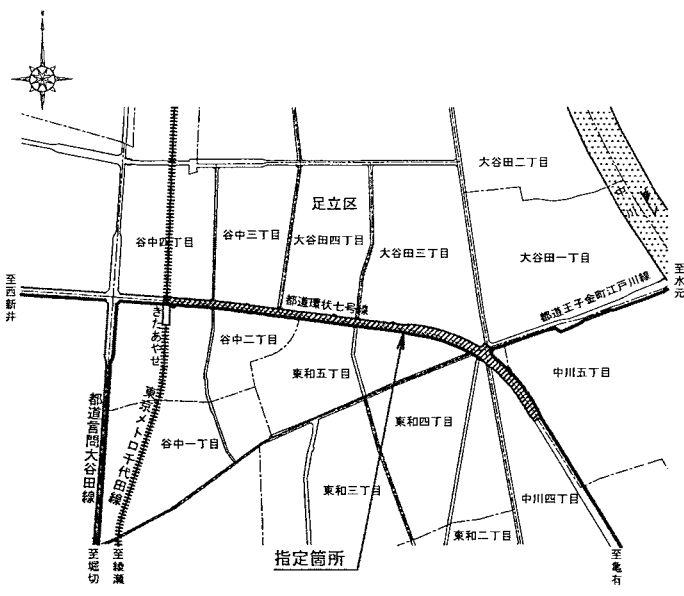 大谷田二丁目
中川
足立区
谷中四丁目
谷中三丁目
大谷田四丁目
大谷田三丁目
大谷田一丁目
至水元
至西新井
都道環状七号線
都道王子金町江戸川線
きたあやせ
谷中二丁目
東和五丁目
中川五丁目
都道言問大谷田線
東京メトロ千代田線
谷中一丁目
東和四丁目
東和三丁目
中川四丁目
東和二丁目
指定箇所
至堀切
至綾瀬
至亀有